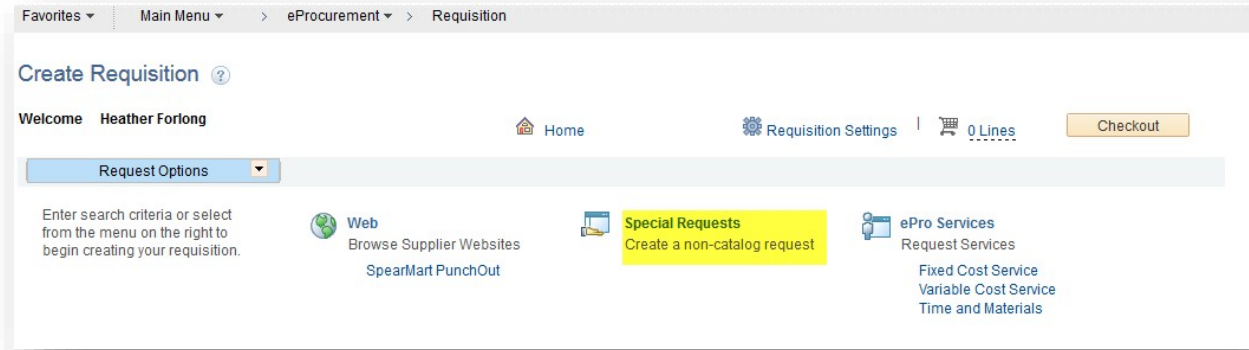 Favorites Main Menu > eProcurement > Requisition
Create Requisition ?
Welcome Heather Forlong Home Requisition Settings | 0 Lines Checkout
Request Options
Enter search criteria or select
from the menu on the right to
begin creating your requisition.
Web
Browse Supplier Websites
SpearMart PunchOut
Special Requests
Create a non-catalog request
ePro Services
Request Services
Fixed Cost Service
Variable Cost Service
Time and Materials